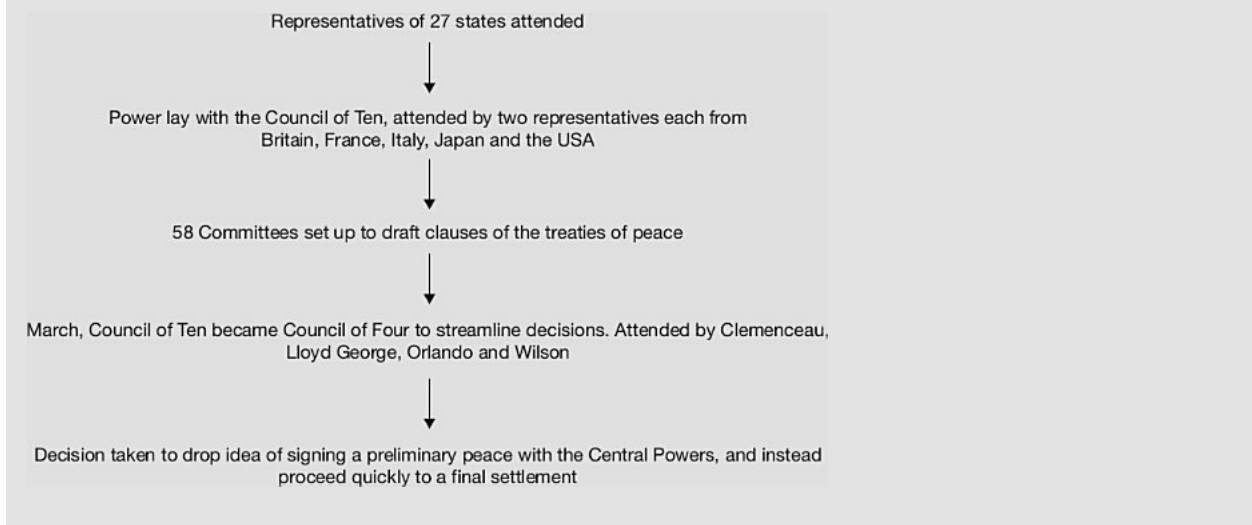 Representatives of 27 states attended
Power lay with the Council of Ten, attended by two representatives each from
Britain, France, Italy, Japan and the USA
58 Committees set up to draft clauses of the treaties of peace
March, Council of Ten became Council of Four to streamline decisions. Attended by Clemenceau,
Lloyd George, Orlando and Wilson
Decision taken to drop idea of signing a preliminary peace with the Central Powers, and instead
proceed quickly to a final settlement